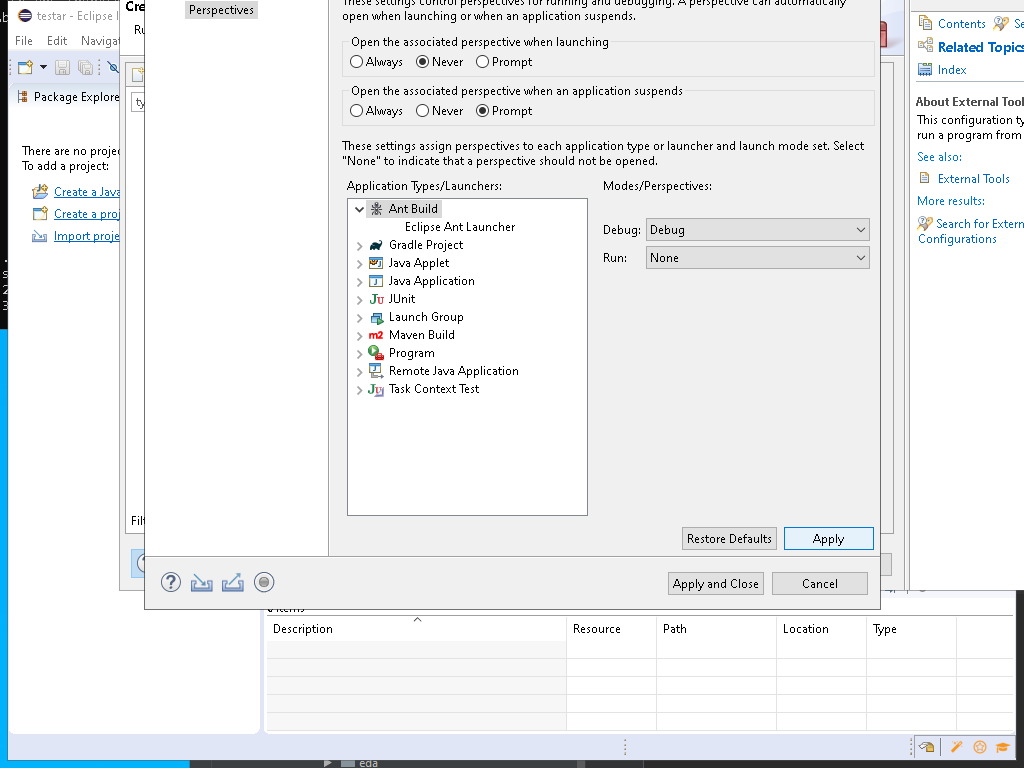 testar - Eclipse I
File Edit Naviga
Package Explore
There are no projec
To add a project:
Create a Java
Create a proj
Import proje
Cre
Perspectives
These settings control perspectives for running and debugging. A perspective can automatically
open when launching or when an application suspends.
Open the associated perspective when launching
Always Never Prompt
Open the associated perspective when an application suspends
Always Never Prompt
These settings assign perspectives to each application type or launcher and launch mode set. Select
"None" to indicate that a perspective should not be opened.
Application Types/Launchers:
Modes/Perspectives:
Ant Build
Eclipse Ant Launcher
Gradle Project
Java Applet
Java Application
JUnit
Launch Group
Maven Build
Program
Remote Java Application
Task Context Test
Debug: Debug
Run: None
Restore Defaults Apply
Apply and Close Cancel
Contents Se
Related Topics
Index
About External Tool
This configuration ty
run a program from
See also:
External Tools
More results:
Search for Extern
Configurations
Description Resource Path Location Type
eda